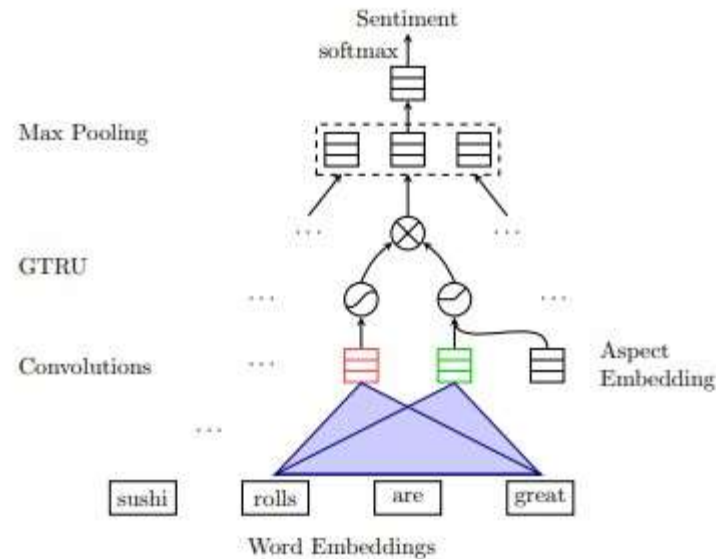 Sentiment
softmax
Max Pooling
... ...
GTRU
... ...
Convolutions ... Aspect
Embedding
...
sushi rolls are great
Word Embeddings